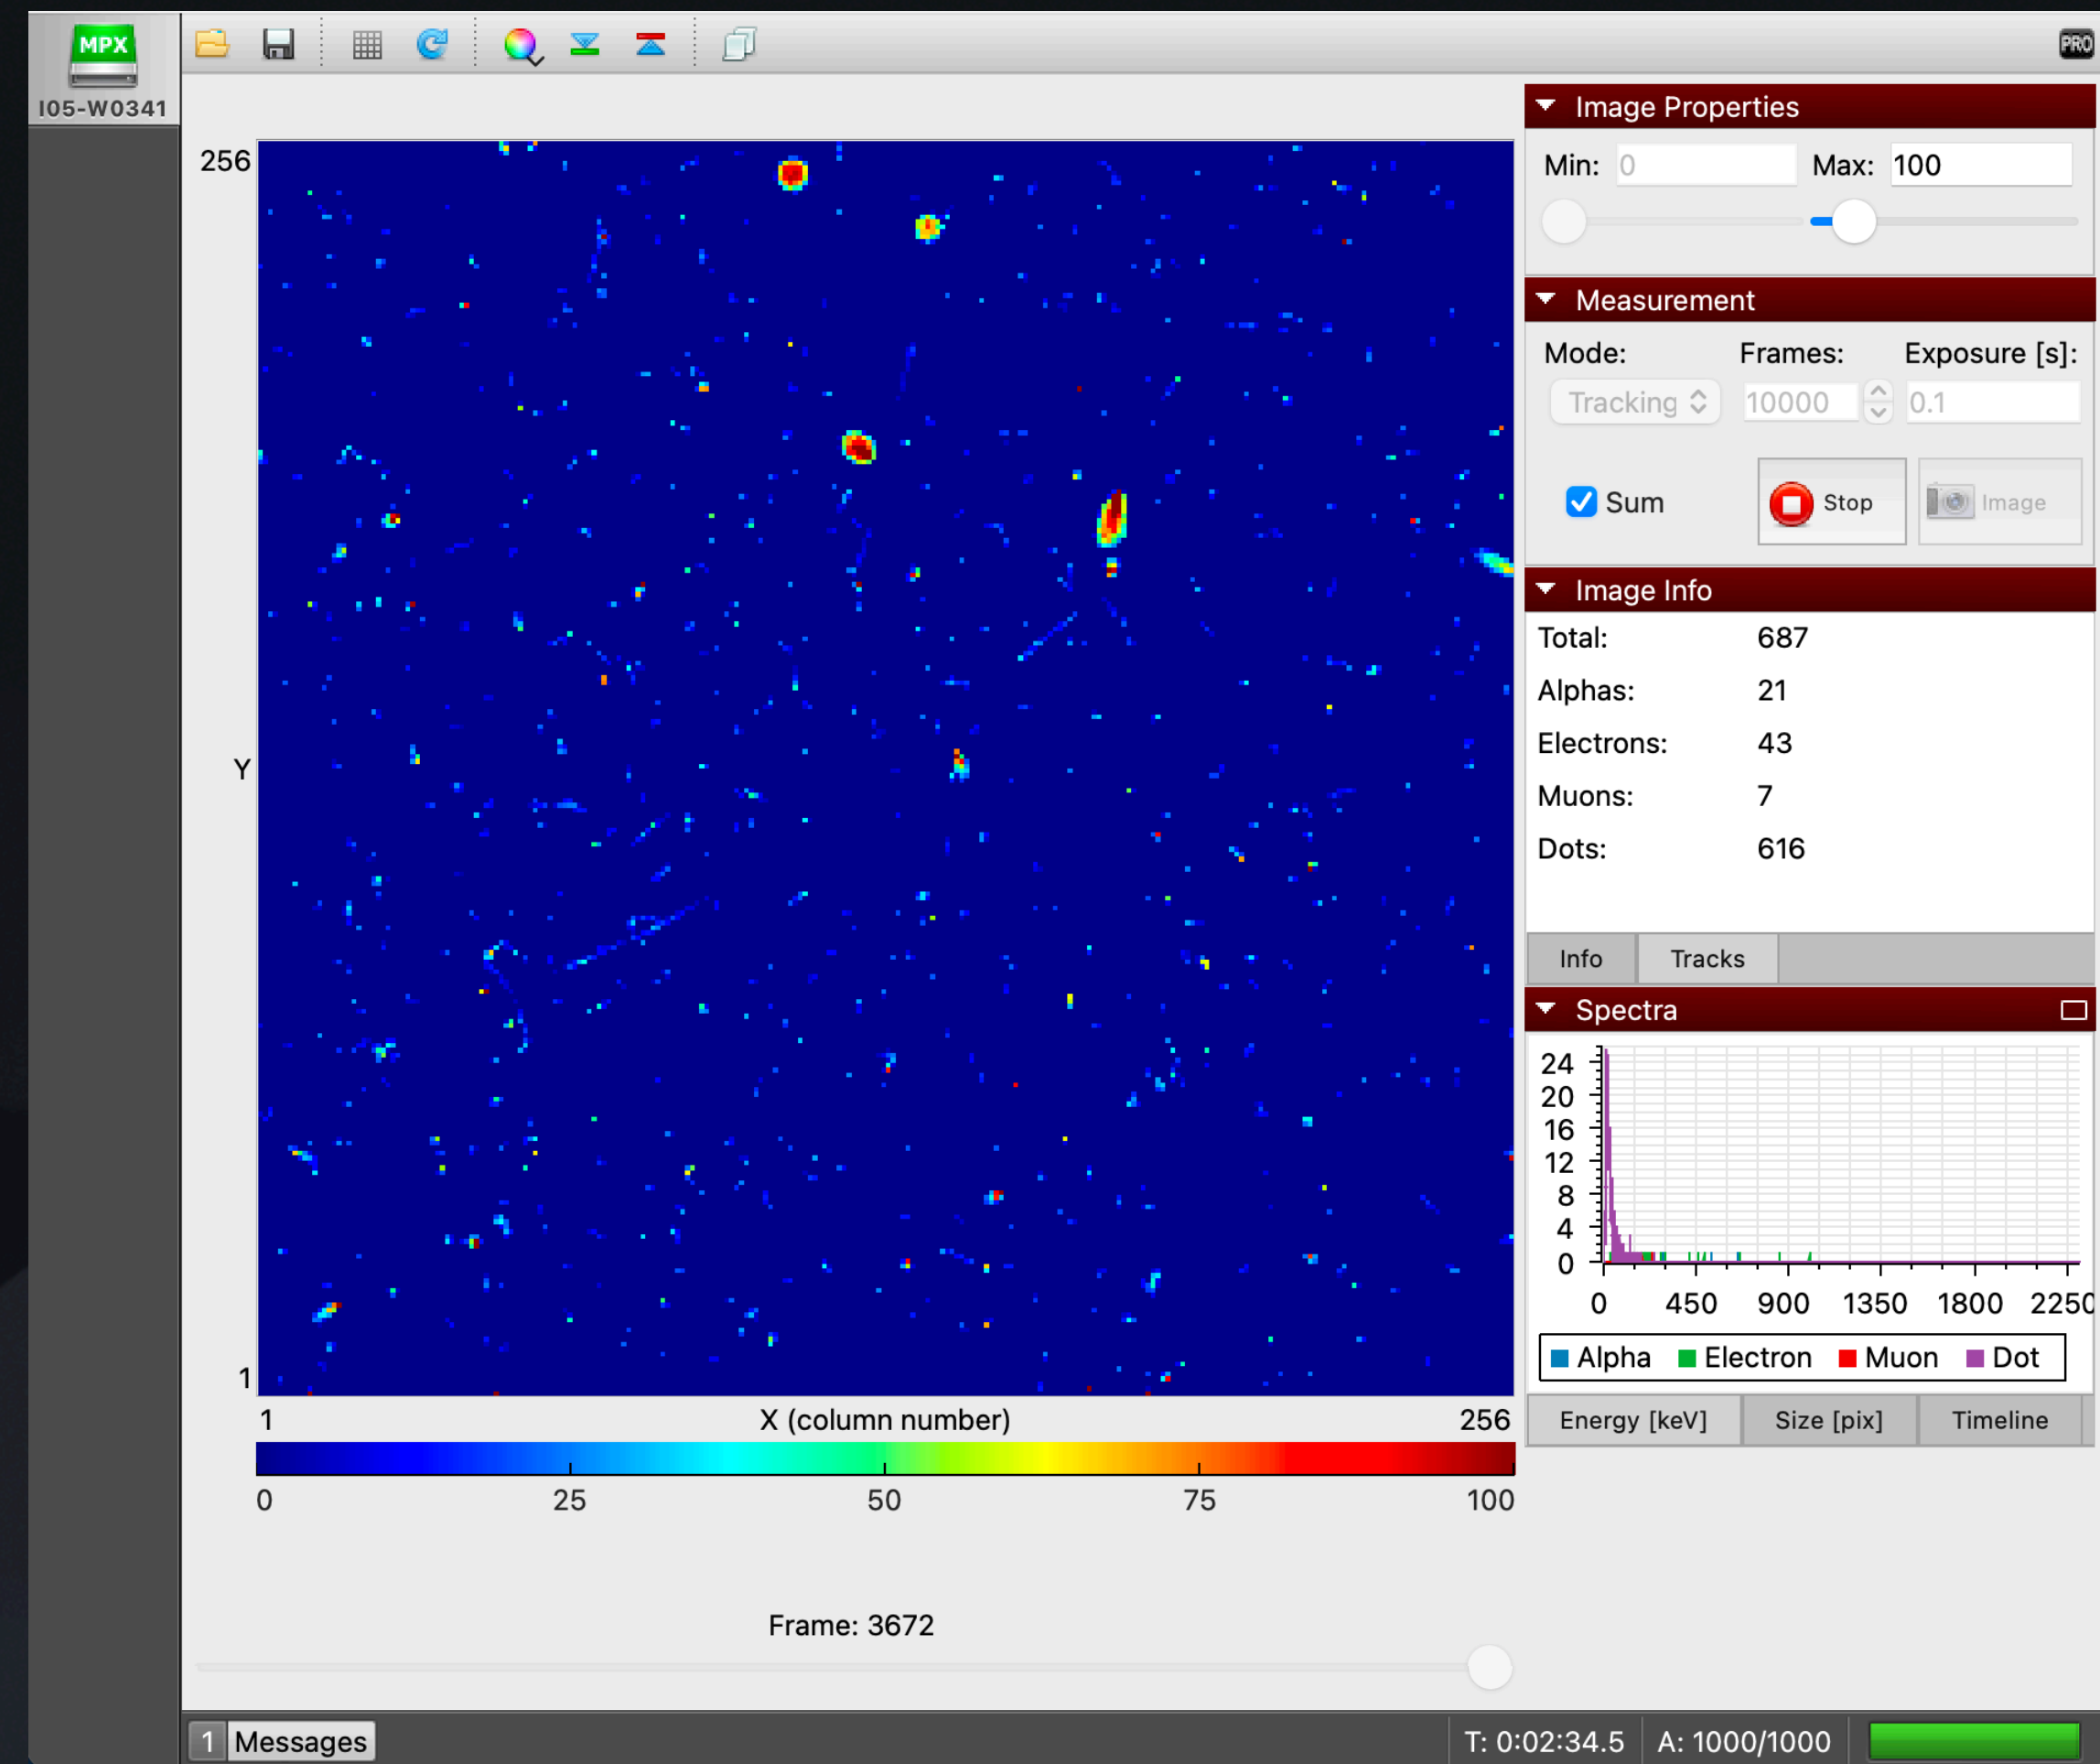 MPX
I05-W0341
PRO
256
Y
1
1 X (column number) 256
0 25 50 75 100
Frame: 3672
Image Properties
Min: 0 Max: 100
Measurement
Mode: Frames: Exposure [s]:
Tracking 10000 0.1
Sum Stop Image
Image Info
Total: 687
Alphas: 21
Electrons: 43
Muons: 7
Dots: 616
Info Tracks
Spectra
24
20
16
12
8
4
0
0 450 900 1350 1800 2250
Alpha Electron Muon Dot
Energy [keV] Size [pix] Timeline
1 Messages T: 0:02:34.5 A: 1000/1000